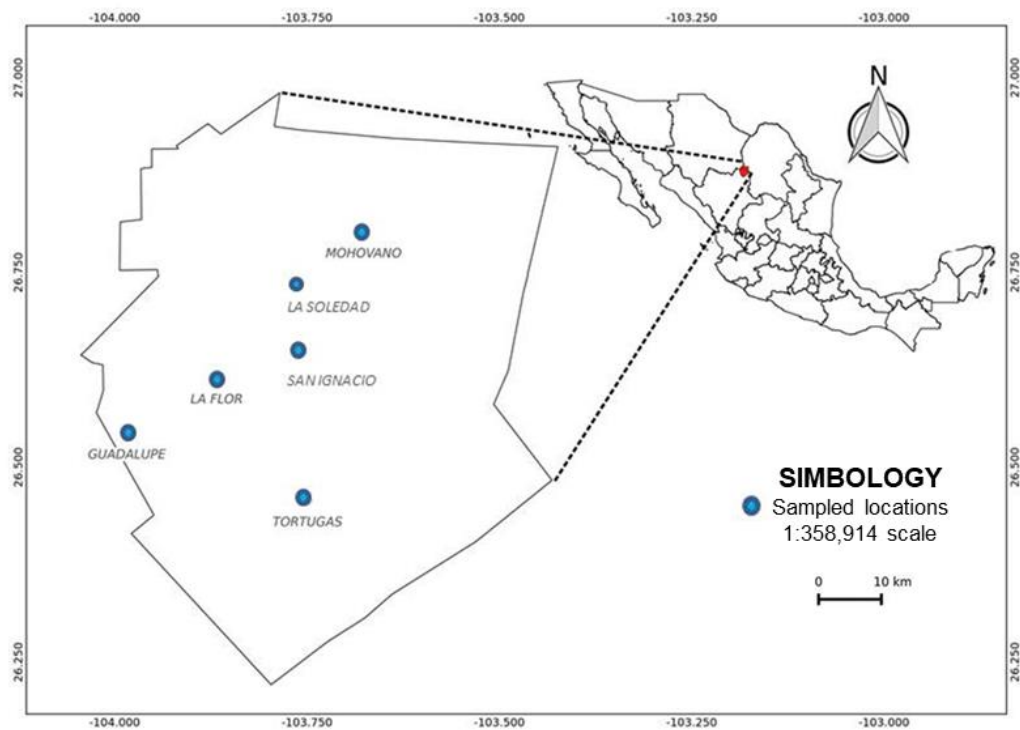 -104.000 -103.750 -103.500 -103.250 -103.000
27.000
27.000
N
MOHOVANO
26.750
26.750
LA SOLEDAD
SAN IGNACIO
LA FLOR
GUADALUPE
26.500
26.500
SIMBOLOGY
Sampled locations
TORTUGAS
1:358,914 scale
0 10 km
26.250
26.250
-104.000 -103.750 -103.500 -103.250 -103.000